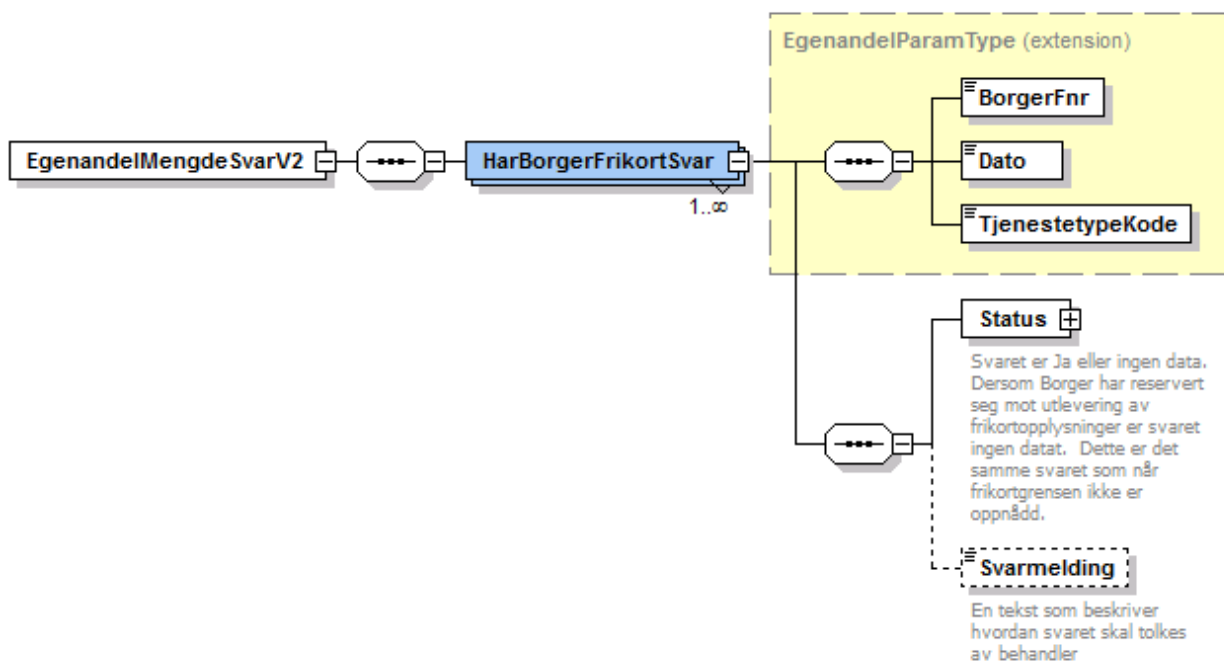 EgenandelParamType (extension)
BorgerFnr
EgenandelMengdeSvarV2
HarBorgerFrikortSvar
Dato
1..∞
TjenestetypeKode
Status
Svaret er Ja eller ingen data.
Dersom Borger har reservert
seg mot utlevering av
frikortopplysninger er svaret
ingen datat.  Dette er det
samme svaret som når
frikortgrensen ikke er
oppnådd.
Svarmelding
En tekst som beskriver
hvordan svaret skal tolkes
av behandler